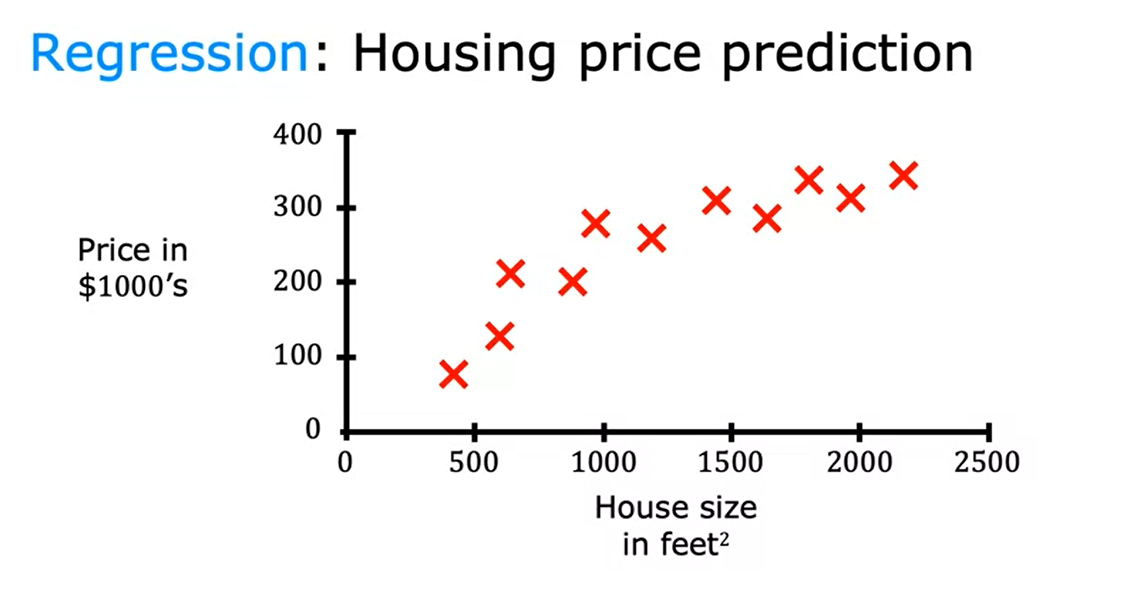 Regression: Housing price prediction
400
300
Price in
$1000’s
200
100
0
0 500 1000 1500 2000 2500
House size
in feet²